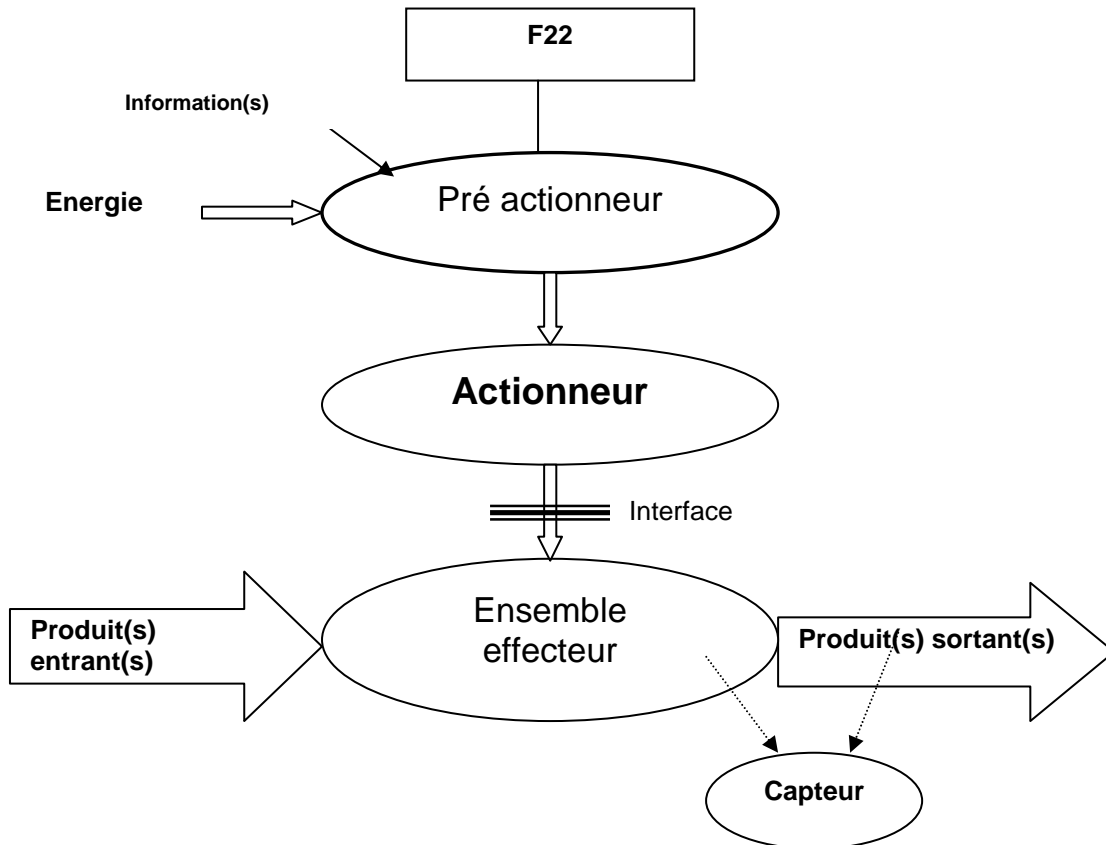 F22
Information(s)
Energie
Pré actionneur
Actionneur
Interface
Produit(s)
entrant(s)
Ensemble
effecteur
Produit(s) sortant(s)
Capteur